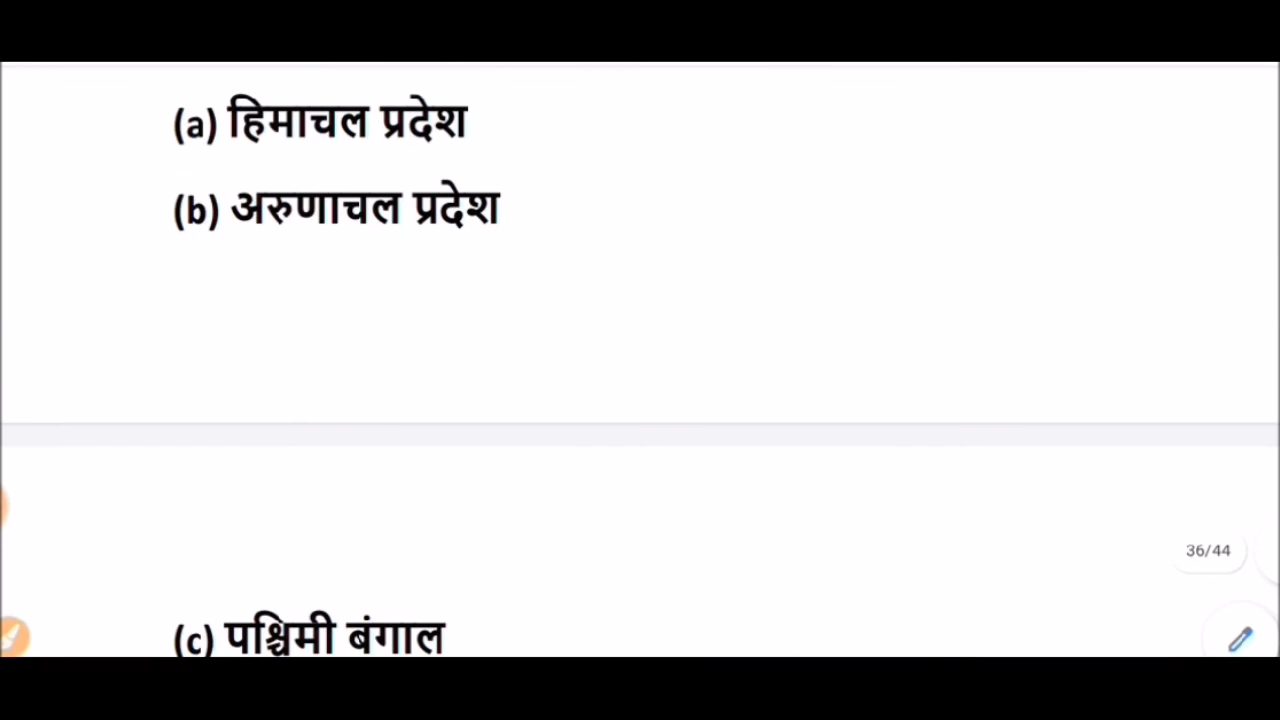 (a) हिमाचल प्रदेश
(b) अरुणाचल प्रदेश
36/44
(c) पश्चिमी बंगाल